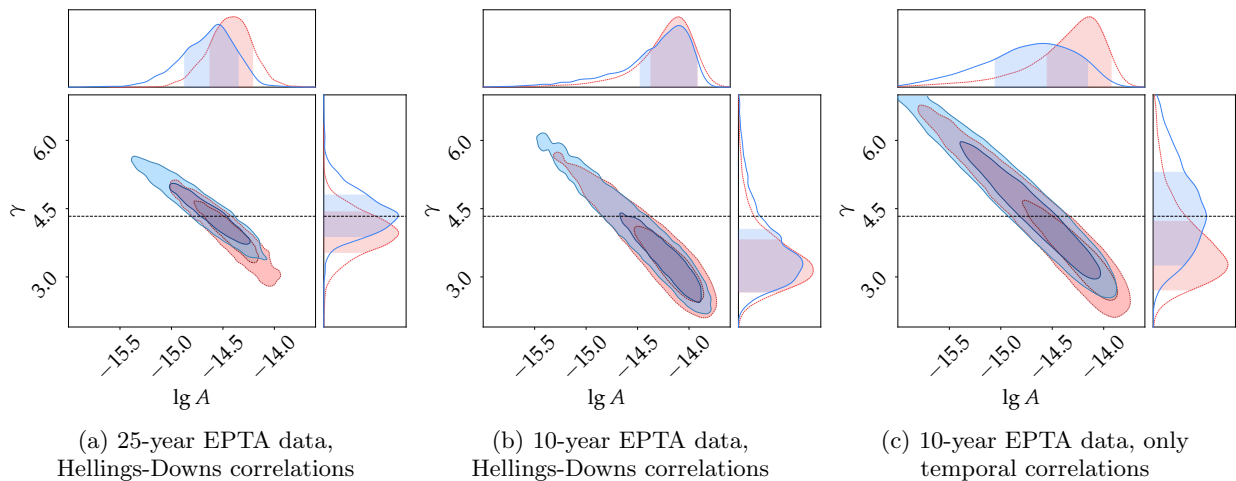 6.0
4.5
3.0
γ
−15.5
−15.0
−14.5
−14.0
lg A
(a) 25-year EPTA data,
Hellings-Downs correlations
6.0
4.5
3.0
γ
−15.5
−15.0
−14.5
−14.0
lg A
(b) 10-year EPTA data,
Hellings-Downs correlations
6.0
4.5
3.0
γ
−15.5
−15.0
−14.5
−14.0
lg A
(c) 10-year EPTA data, only
temporal correlations